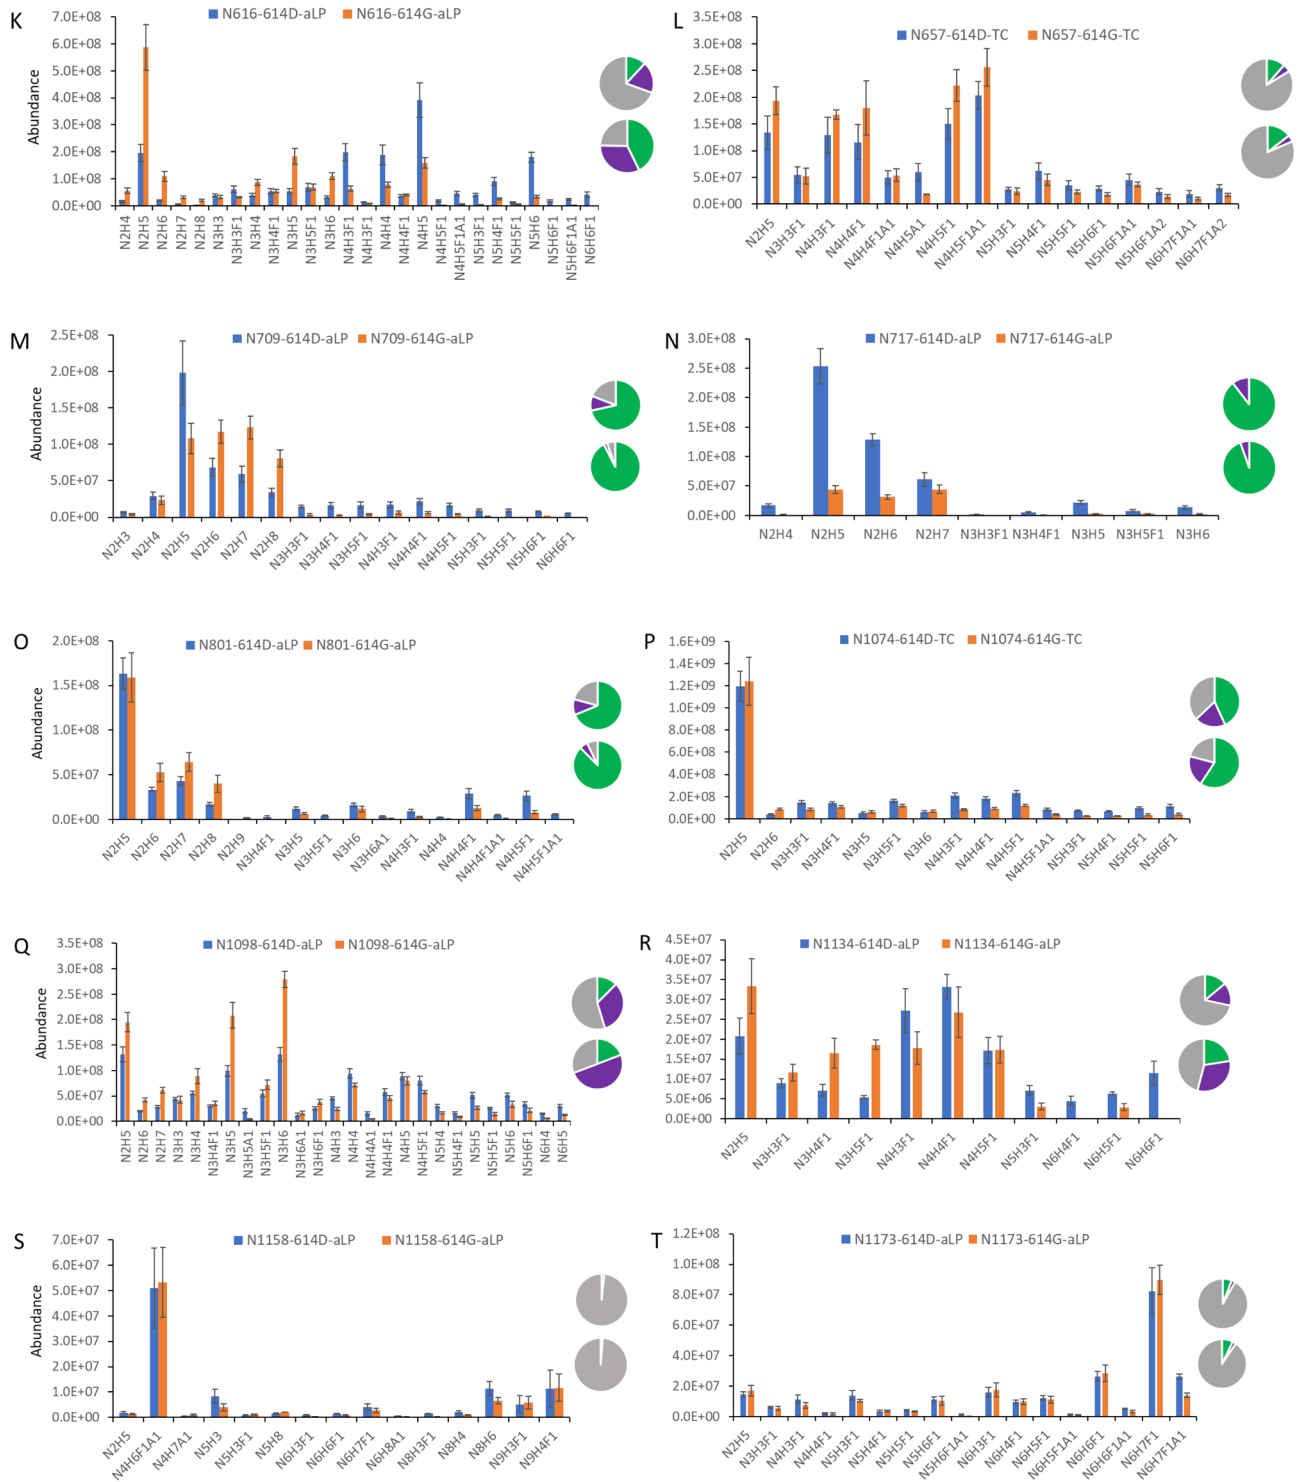 K
N616-614D-aLP N616-614G-aLP
Abundance
7.0E+08
6.0E+08
5.0E+08
4.0E+08
3.0E+08
2.0E+08
1.0E+08
0.0E+00
N2H4 N2H5 N2H6 N2H7 N2H8 N3H3 N3H3F1 N3H4 N3H4F1 N3H5 N3H5F1 N3H6 N4H3F1 N4H3F1 N4H4 N4H4F1 N4H5 N4H5F1 N4H5F1A1 N5H3F1 N5H4F1 N5H5F1 N5H6 N5H6F1 N5H6F1A1 N6H6F1
L
N657-614D-TC N657-614G-TC
3.5E+08
3.0E+08
2.5E+08
2.0E+08
1.5E+08
1.0E+08
5.0E+07
0.0E+00
N2H5 N3H3F1 N4H3F1 N4H4F1 N4H4F1A1 N4H5A1 N4H5F1 N4H5F1A1 N5H3F1 N5H4F1 N5H5F1 N5H6F1 N5H6F1A1 N5H6F1A2 N6H7F1A1 N6H7F1A2
M
N709-614D-aLP N709-614G-aLP
Abundance
2.5E+08
2.0E+08
1.5E+08
1.0E+08
5.0E+07
0.0E+00
N2H3 N2H4 N2H5 N2H6 N2H7 N2H8 N3H3F1 N3H4F1 N3H5F1 N4H3F1 N4H4F1 N4H5F1 N5H3F1 N5H5F1 N5H6F1 N6H6F1
N
N717-614D-aLP N717-614G-aLP
3.0E+08
2.5E+08
2.0E+08
1.5E+08
1.0E+08
5.0E+07
0.0E+00
N2H4 N2H5 N2H6 N2H7 N3H3F1 N3H4F1 N3H5 N3H5F1 N3H6
O
N801-614D-aLP N801-614G-aLP
Abundance
2.0E+08
1.5E+08
1.0E+08
5.0E+07
0.0E+00
N2H5 N2H6 N2H7 N2H8 N2H9 N3H4F1 N3H5 N3H5F1 N3H6 N3H6A1 N4H3F1 N4H4 N4H4F1 N4H4F1A1 N4H5F1 N4H5F1A1
P
N1074-614D-TC N1074-614G-TC
1.6E+09
1.4E+09
1.2E+09
1.0E+09
8.0E+08
6.0E+08
4.0E+08
2.0E+08
0.0E+00
N2H5 N2H6 N3H3F1 N3H4F1 N3H5 N3H5F1 N3H6 N4H3F1 N4H4F1 N4H5F1 N4H5F1A1 N5H3F1 N5H4F1 N5H5F1 N5H6F1
Q
N1098-614D-aLP N1098-614G-aLP
3.5E+08
3.0E+08
2.5E+08
2.0E+08
1.5E+08
1.0E+08
5.0E+07
0.0E+00
N2H5 N2H6 N2H7 N3H3 N3H4 N3H4F1 N3H5 N3H5A1 N3H5F1 N3H6 N3H6A1 N3H6F1 N4H3 N4H4 N4H4A1 N4H4F1 N4H5 N4H5F1 N5H4 N5H4F1 N5H5 N5H5F1 N5H6 N5H6F1 N6H4 N6H5
R
N1134-614D-aLP N1134-614G-aLP
4.5E+07
4.0E+07
3.5E+07
3.0E+07
2.5E+07
2.0E+07
1.5E+07
1.0E+07
5.0E+06
0.0E+00
N2H5 N3H3F1 N3H4F1 N3H5F1 N4H3F1 N4H4F1 N4H5F1 N5H3F1 N6H4F1 N6H5F1 N6H6F1
S
N1158-614D-aLP N1158-614G-aLP
Abundance
7.0E+07
6.0E+07
5.0E+07
4.0E+07
3.0E+07
2.0E+07
1.0E+07
0.0E+00
N2H5 N4H6F1A1 N4H7A1 N5H3 N5H3F1 N5H8 N6H3F1 N6H6F1 N6H7F1 N6H8A1 N8H3F1 N8H4 N8H6 N9H3F1 N9H4F1
T
N1173-614D-aLP N1173-614G-aLP
1.2E+08
1.0E+08
8.0E+07
6.0E+07
4.0E+07
2.0E+07
0.0E+00
N2H5 N3H3F1 N4H3F1 N4H4F1 N5H3F1 N5H4F1 N5H5F1 N5H6F1 N5H6F1A1 N6H3F1 N6H4F1 N6H5F1 N6H5F1A1 N6H6F1 N6H6F1A1 N6H7F1 N6H7F1A1